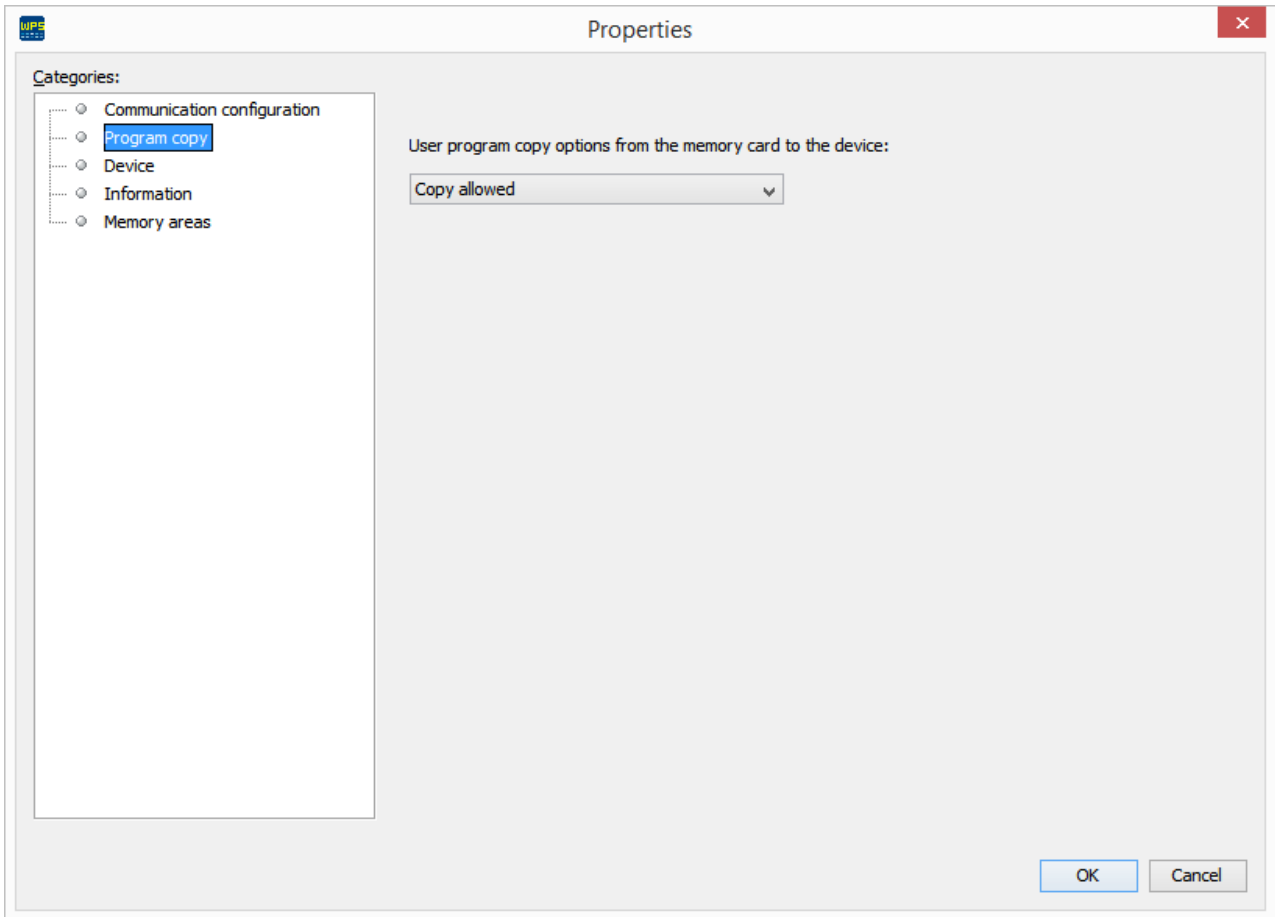 WPS
Properties
Categories:
Communication configuration
Program copy
Device
Information
Memory areas
User program copy options from the memory card to the device:
Copy allowed
OK
Cancel